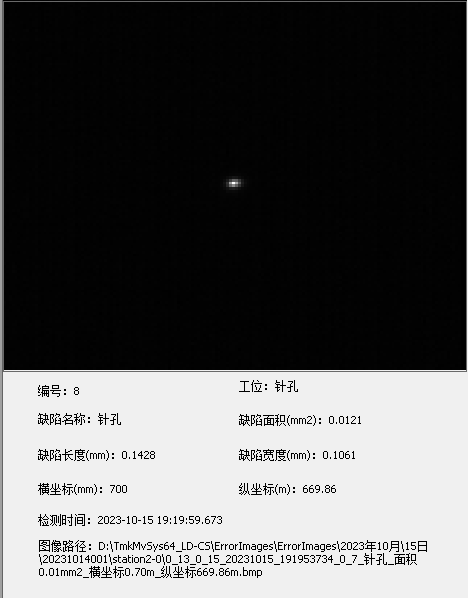 编号：8
工位：针孔
缺陷名称：针孔
缺陷面积(mm2)：0.0121
缺陷长度(mm)：0.1428
缺陷宽度(mm)：0.1061
横坐标(mm)：700
纵坐标(m)：669.86
检测时间：2023-10-15 19:19:59.673
图像路径：D:\TmkMvSys64_LD-CS\ErrorImages\ErrorImages\2023年10月\15日
\20231014001\station2-0\0_13_0_15_20231015_191953734_0_7_针孔_面积
0.01mm2_横坐标0.70m_纵坐标669.86m.bmp